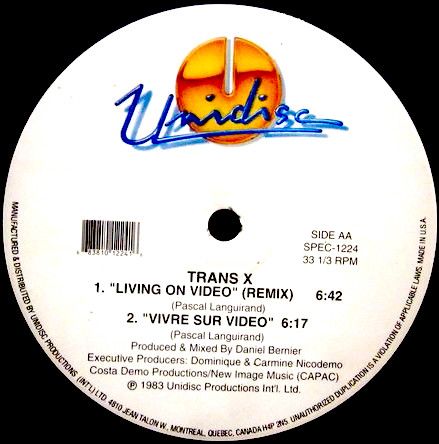 Unidisc
SIDE AA
SPEC-1224
33 1/3 RPM
6 83810 12241
TRANS X
1. "LIVING ON VIDEO" (REMIX) 6:42
(Pascal Languirand)
2. "VIVRE SUR VIDEO" 6:17
(Pascal Languirand)
Produced & Mixed By Daniel Bernier
Executive Producers: Dominique & Carmine Nicodemo
Costa Demo Productions/New Image Music (CAPAC)
℗ 1983 Unidisc Productions Int'l. Ltd.
MANUFACTURED & DISTRIBUTED BY UNIDISC PRODUCTIONS (INT'L) LTD. 4810 JEAN TALON W. MONTREAL, QUEBEC, CANADA H4P 2N5 UNAUTHORIZED DUPLICATION IS A VIOLATION OF APPLICABLE LAWS. MADE IN U.S.A.